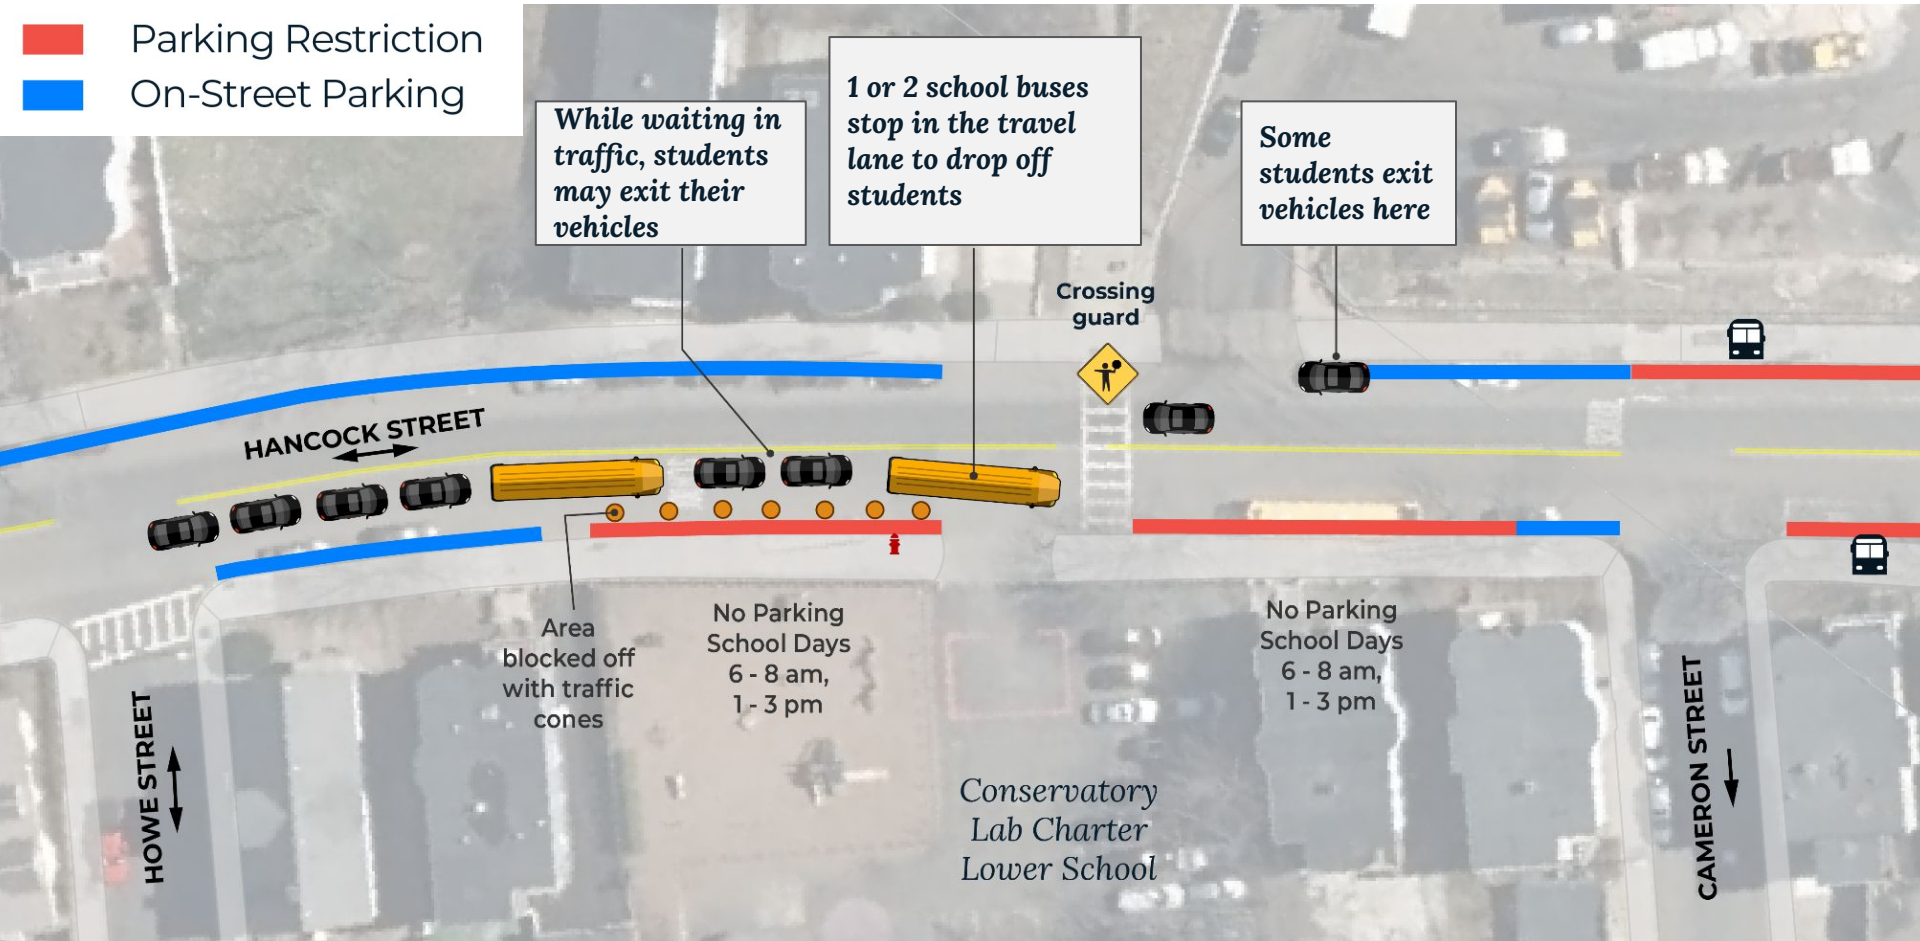 Parking Restriction
On-Street Parking
While waiting in
traffic, students
may exit their
vehicles
1 or 2 school buses
stop in the travel
lane to drop off
students
Some
students exit
vehicles here
Crossing
guard
HANCOCK STREET
Area
blocked off
with traffic
cones
No Parking
School Days
6 - 8 am,
1 - 3 pm
No Parking
School Days
6 - 8 am,
1 - 3 pm
HOWE STREET
Conservatory
Lab Charter
Lower School
CAMERON STREET